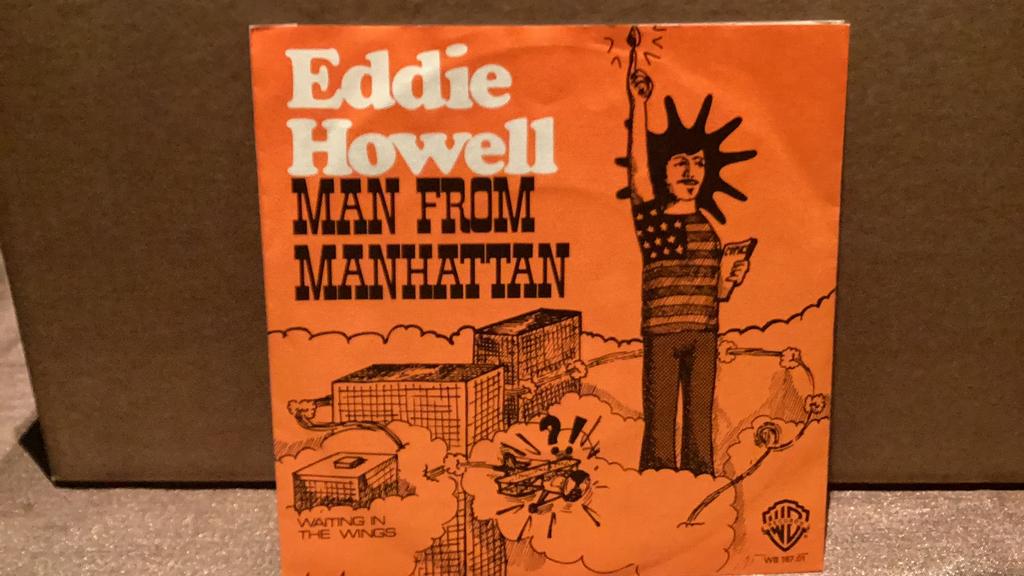 Eddie
Howell
MAN FROM
MANHATTAN
?!
WAITING IN
THE WINGS